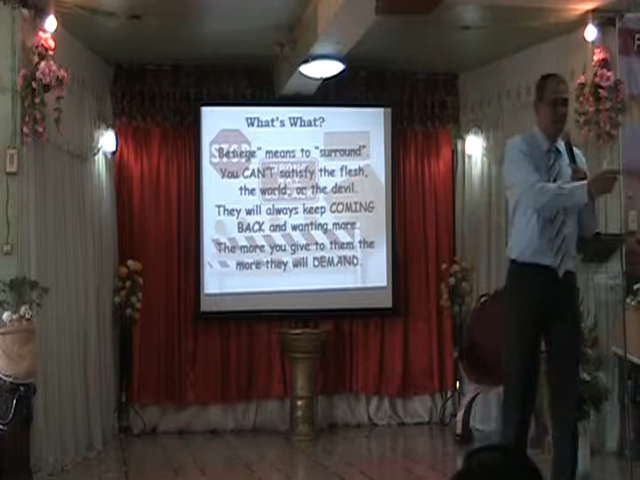 What's What?
"Besiege" means to "surround".
You CAN'T satisfy the flesh,
the world, or the devil.
They will always keep COMING
BACK and wanting more.
The more you give to them the
more they will DEMAND.
STOP